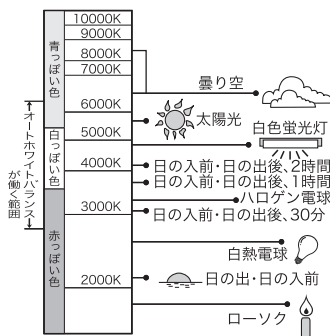 10000K
9000K
8000K
7000K
6000K
5000K
4000K
3000K
2000K
青っぽい色
白っぽい色
赤っぽい色
オートホワイトバランス
が働く範囲
曇り空
太陽光
白色蛍光灯
日の入前・日の出後、2時間
日の入前・日の出後、1時間
ハロゲン電球
日の入前・日の出後、30分
白熱電球
日の出・日の入前
ローソク